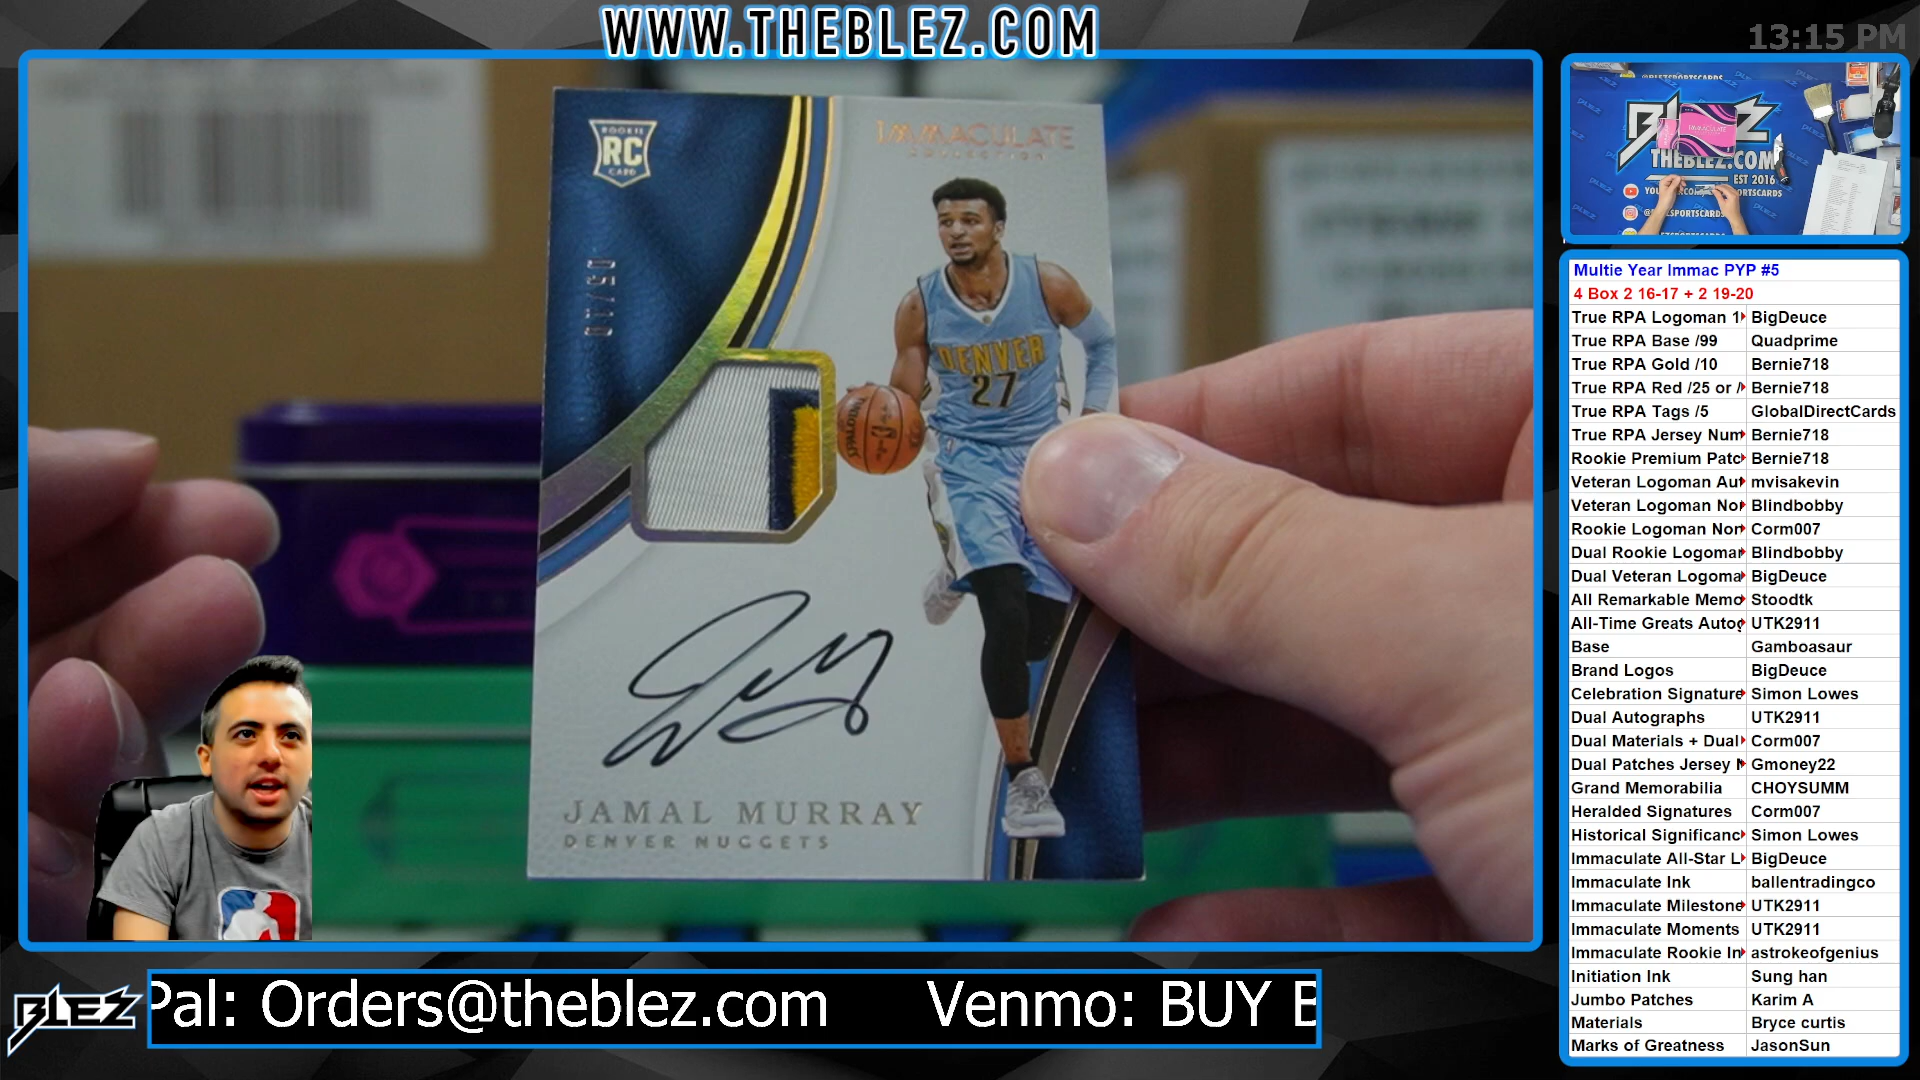 WWW.THEBLEZ.COM
13:15 PM
ROOKIE
RC
CARD
IMMACULATE
COLLECTION
DENVER
27
JAMAL MURRAY
DENVER NUGGETS
BLEZ
THEBLEZ.COM
EST 2016
IMMACULATE
Multie Year Immac PYP #5
4 Box 2 16-17 + 2 19-20
True RPA Logoman 1 BigDeuce
True RPA Base /99 Quadprime
True RPA Gold /10 Bernie718
True RPA Red /25 or / Bernie718
True RPA Tags /5 GlobalDirectCards
True RPA Jersey Num Bernie718
Rookie Premium Patc Bernie718
Veteran Logoman Aut mvisakevin
Veteran Logoman Nor Blindbobby
Rookie Logoman Non Corm007
Dual Rookie Logomar Blindbobby
Dual Veteran Logoma BigDeuce
All Remarkable Memo Stoodtk
All-Time Greats Autog UTK2911
Base Gamboasaur
Brand Logos BigDeuce
Celebration Signature Simon Lowes
Dual Autographs UTK2911
Dual Materials + Dual Corm007
Dual Patches Jersey N Gmoney22
Grand Memorabilia CHOYSUMM
Heralded Signatures Corm007
Historical Significanc Simon Lowes
Immaculate All-Star L BigDeuce
Immaculate Ink ballentradingco
Immaculate Milestone UTK2911
Immaculate Moments UTK2911
Immaculate Rookie In astrokeofgenius
Initiation Ink Sung han
Jumbo Patches Karim A
Materials Bryce curtis
Marks of Greatness JasonSun
BLEZ
Pal: Orders@theblez.com Venmo: BUY